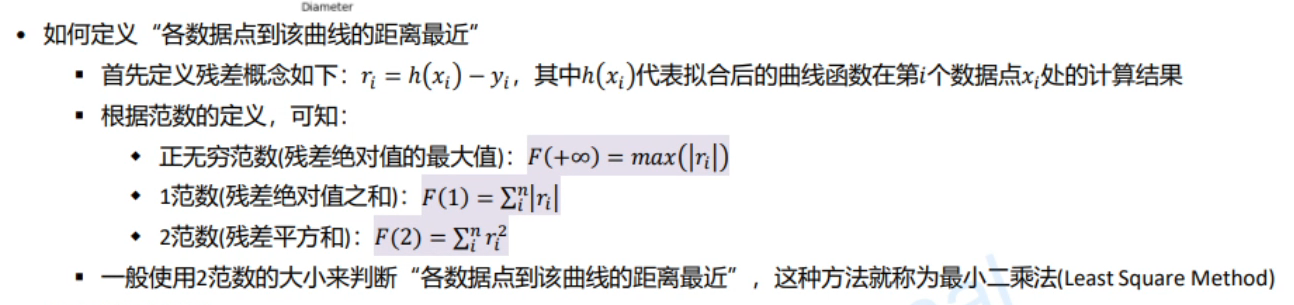 Diameter
• 如何定义“各数据点到该曲线的距离最近”
▪ 首先定义残差概念如下：$r_i = h(x_i) - y_i$，其中$h(x_i)$代表拟合后的曲线函数在第$i$个数据点$x_i$处的计算结果
▪ 根据范数的定义，可知：
◆ 正无穷范数(残差绝对值的最大值)：$F(+\infty) = max(|r_i|)$
◆ 1范数(残差绝对值之和)：$F(1) = \sum_i^n |r_i|$
◆ 2范数(残差平方和)：$F(2) = \sum_i^n r_i^2$
▪ 一般使用2范数的大小来判断“各数据点到该曲线的距离最近”，这种方法就称为最小二乘法(Least Square Method)